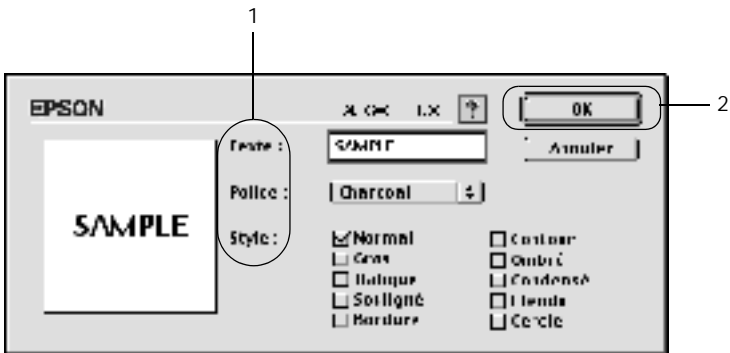 1
EPSON
OK
2
Texte :
SAMPLE
Annuler
Police :
Charcoal
SAMPLE
Style :
Normal
Contour
Gras
Ombré
Italique
Condensé
Souligné
Etendu
Bordure
Cercle